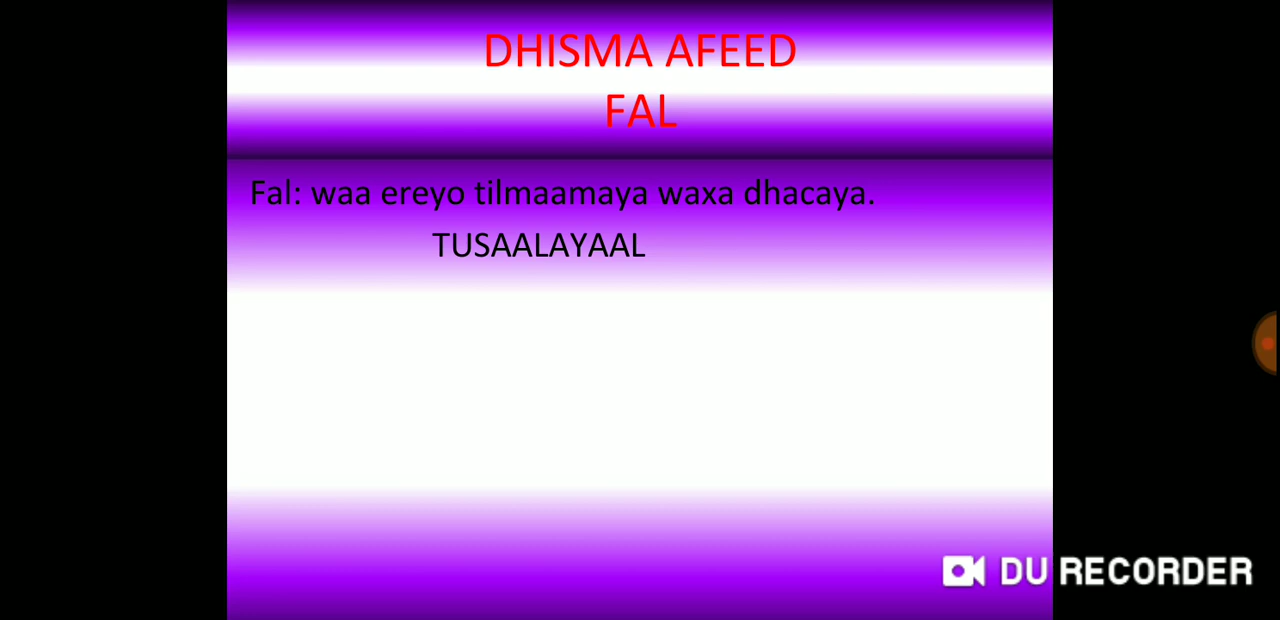 DHISMA AFEED
FAL
Fal: waa ereyo tilmaamaya waxa dhacaya.
TUSAALAYAAL
DU RECORDER